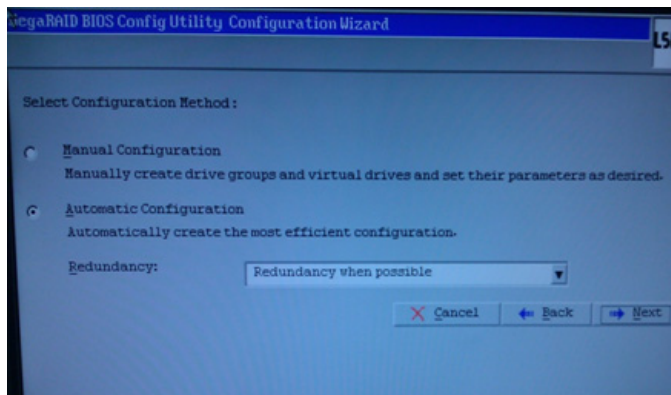 MegaRAID BIOS Config Utility Configuration Wizard
LS
Select Configuration Method:
Manual Configuration
Manually create drive groups and virtual drives and set their parameters as desired.
Automatic Configuration
Automatically create the most efficient configuration.
Redundancy: Redundancy when possible
Cancel Back Next